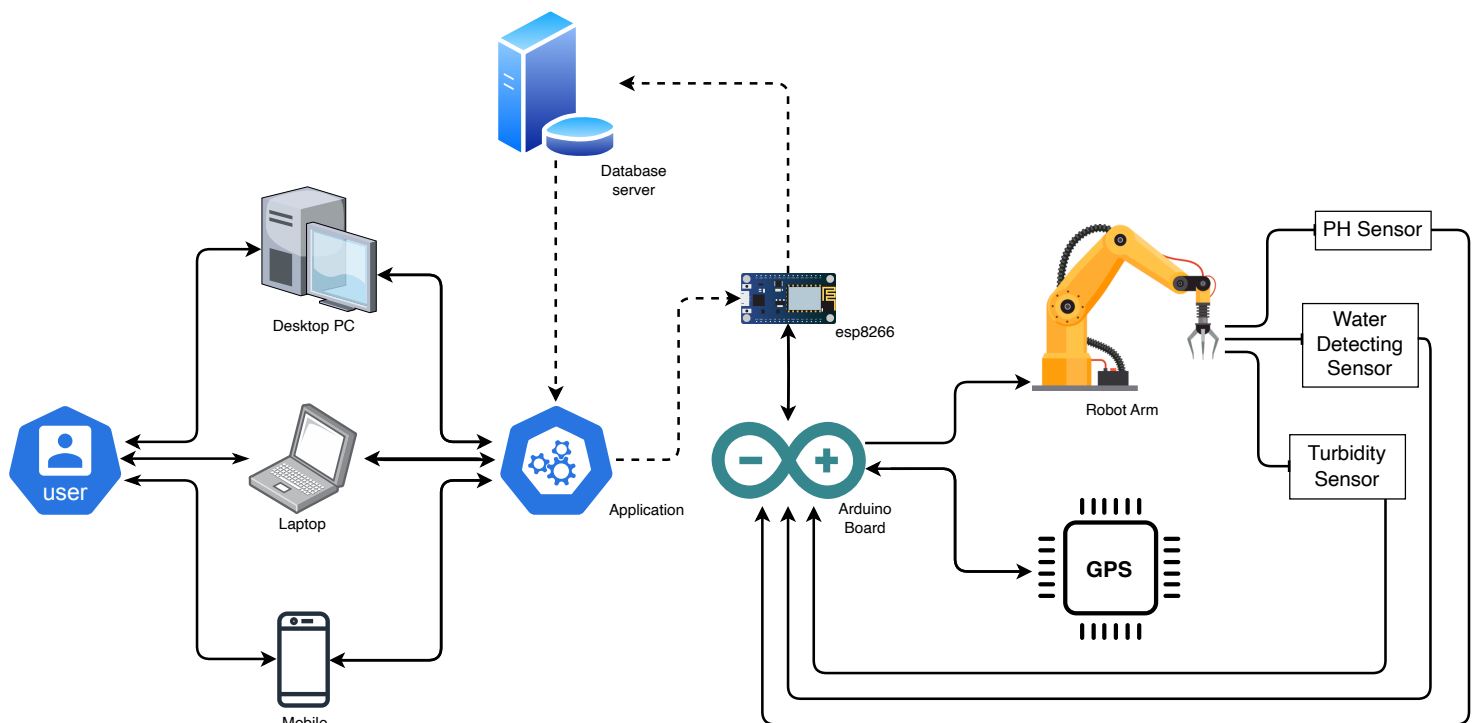 Database
server
PH Sensor
Desktop PC
esp8266
Water
Detecting
Sensor
Robot Arm
user
Laptop
Application
Arduino
Board
Turbidity
Sensor
GPS
Mobile